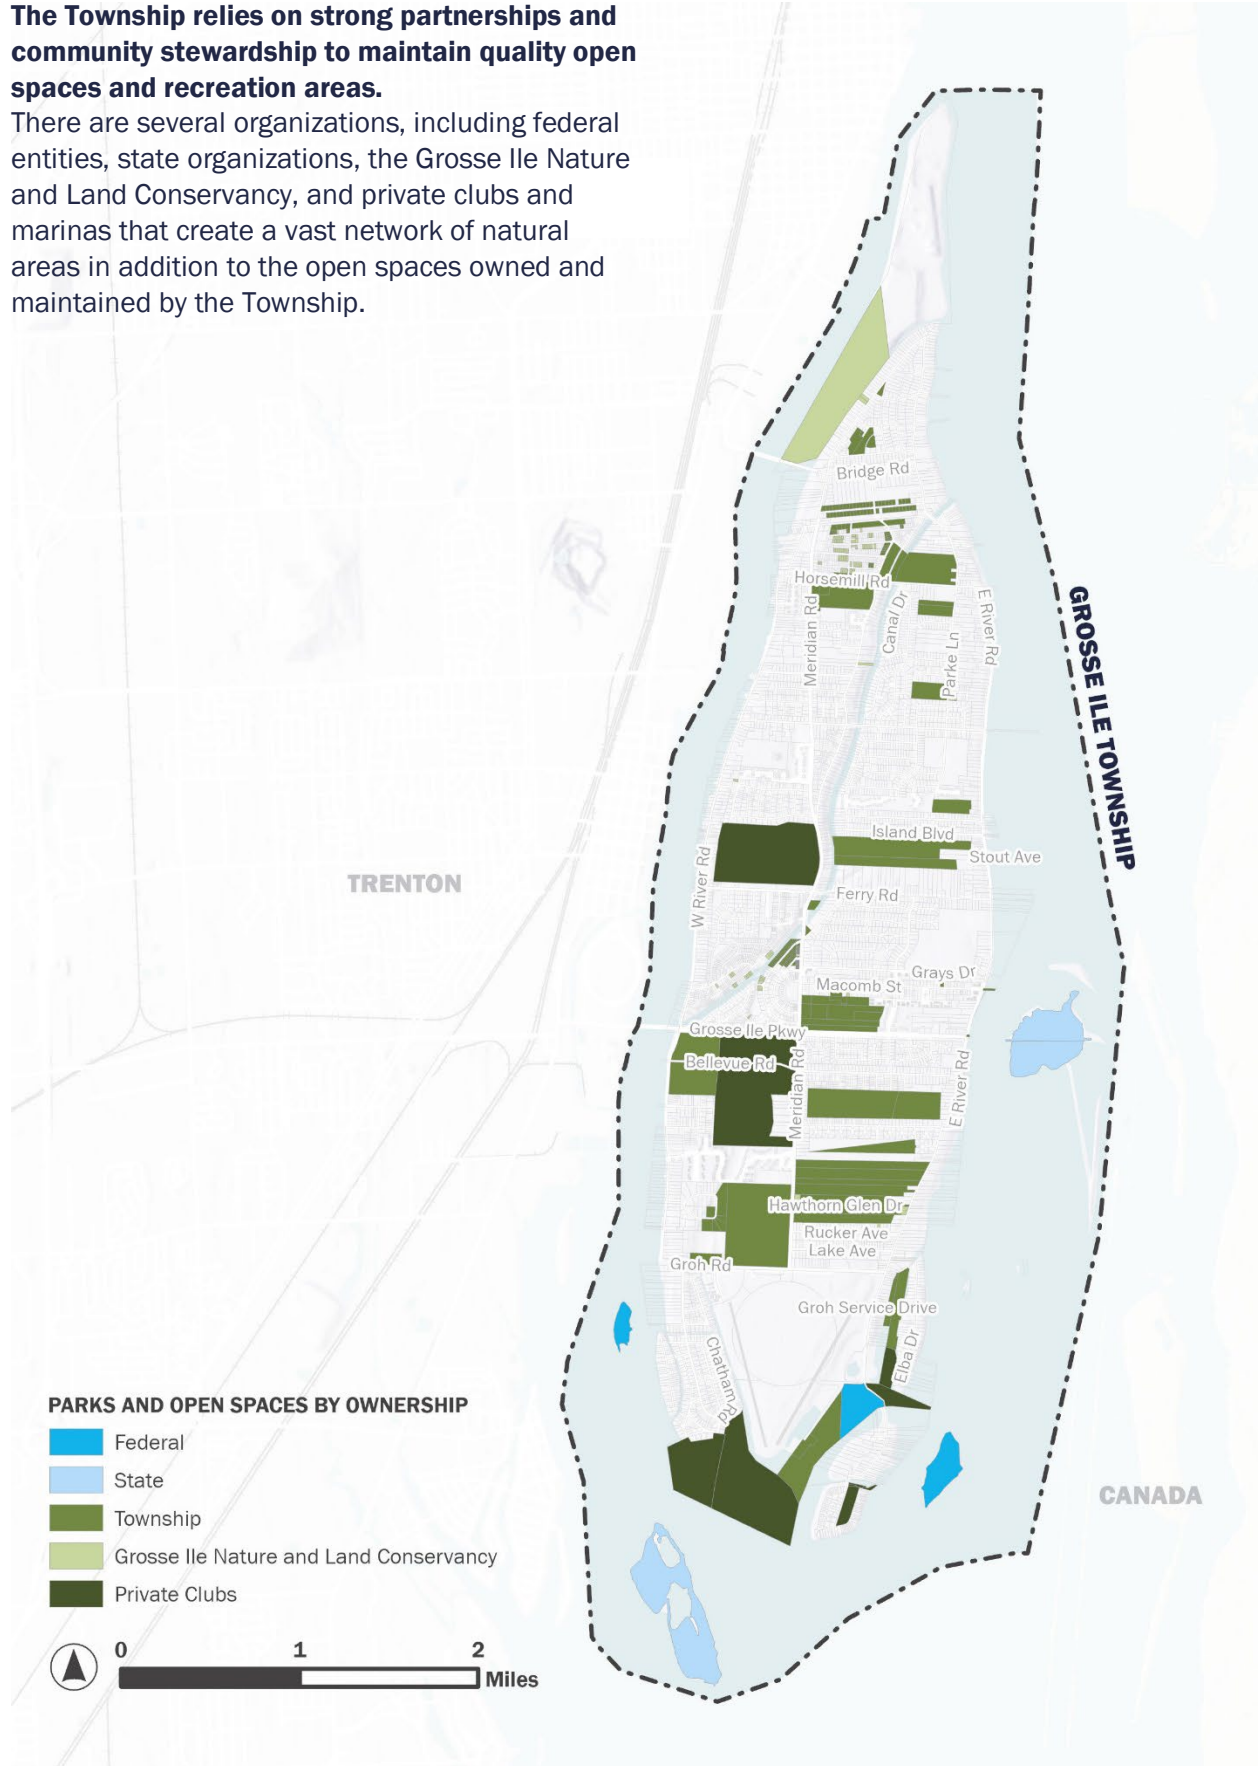 The Township relies on strong partnerships and
community stewardship to maintain quality open
spaces and recreation areas.
There are several organizations, including federal
entities, state organizations, the Grosse Ile Nature
and Land Conservancy, and private clubs and
marinas that create a vast network of natural
areas in addition to the open spaces owned and
maintained by the Township.
Bridge Rd
Horsemill Rd
Meridian Rd
Canal Dr
E River Rd
Parke Ln
GROSSE ILE TOWNSHIP
Island Blvd
Stout Ave
W River Rd
TRENTON
Ferry Rd
Grays Dr
Macomb St
Grosse Ile Pkwy
Bellevue Rd
Meridian Rd
E River Rd
Hawthorn Glen Dr
Rucker Ave
Lake Ave
Groh Rd
Groh Service Drive
Elba Dr
Chatham Rd
CANADA
PARKS AND OPEN SPACES BY OWNERSHIP
Federal
State
Township
Grosse Ile Nature and Land Conservancy
Private Clubs
0 1 2
Miles